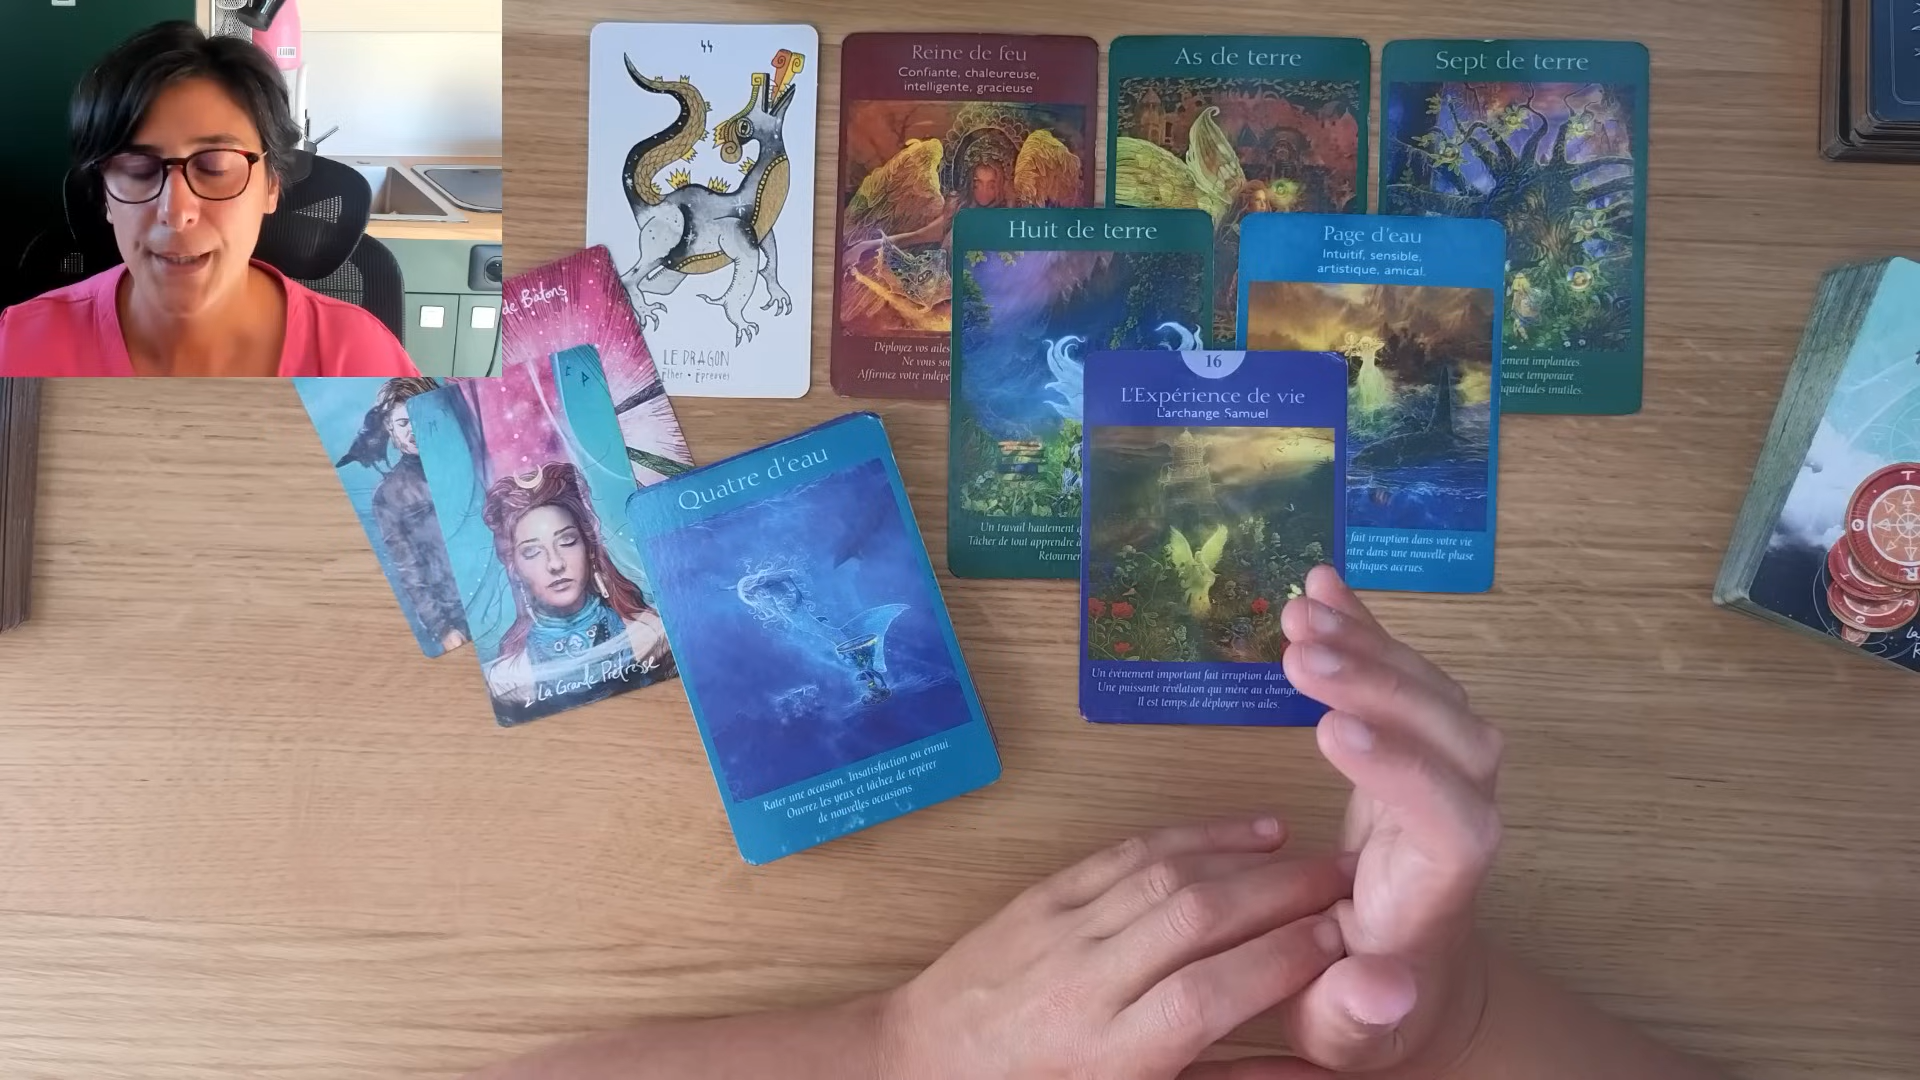 44
LE DRAGON
Ether • Epreuves
Reine de feu
Confiante, chaleureuse,
intelligente, gracieuse
Déployez vos ailes
Ne vous
Affirmez votre
As de terre
Sept de terre
implantées.
pause temporaire
inutiles.
de Bâtons
Huit de terre
Un travail hautement
Tâcher de tout apprendre
Retourner
Page d'eau
Intuitif, sensible,
artistique, amical.
fait irruption dans votre vie
dans une nouvelle phase
psychiques accrues.
16
L'Expérience de vie
L'archange Samuel
Un événement important fait irruption dans
Une puissante révélation qui mène au
Il est temps de déployer vos ailes.
2 La Grande Prêtresse
Quatre d'eau
Rater une occasion. Insatisfaction ou ennui.
Ouvrez les yeux et tâchez de repérer
de nouvelles occasions
T
R